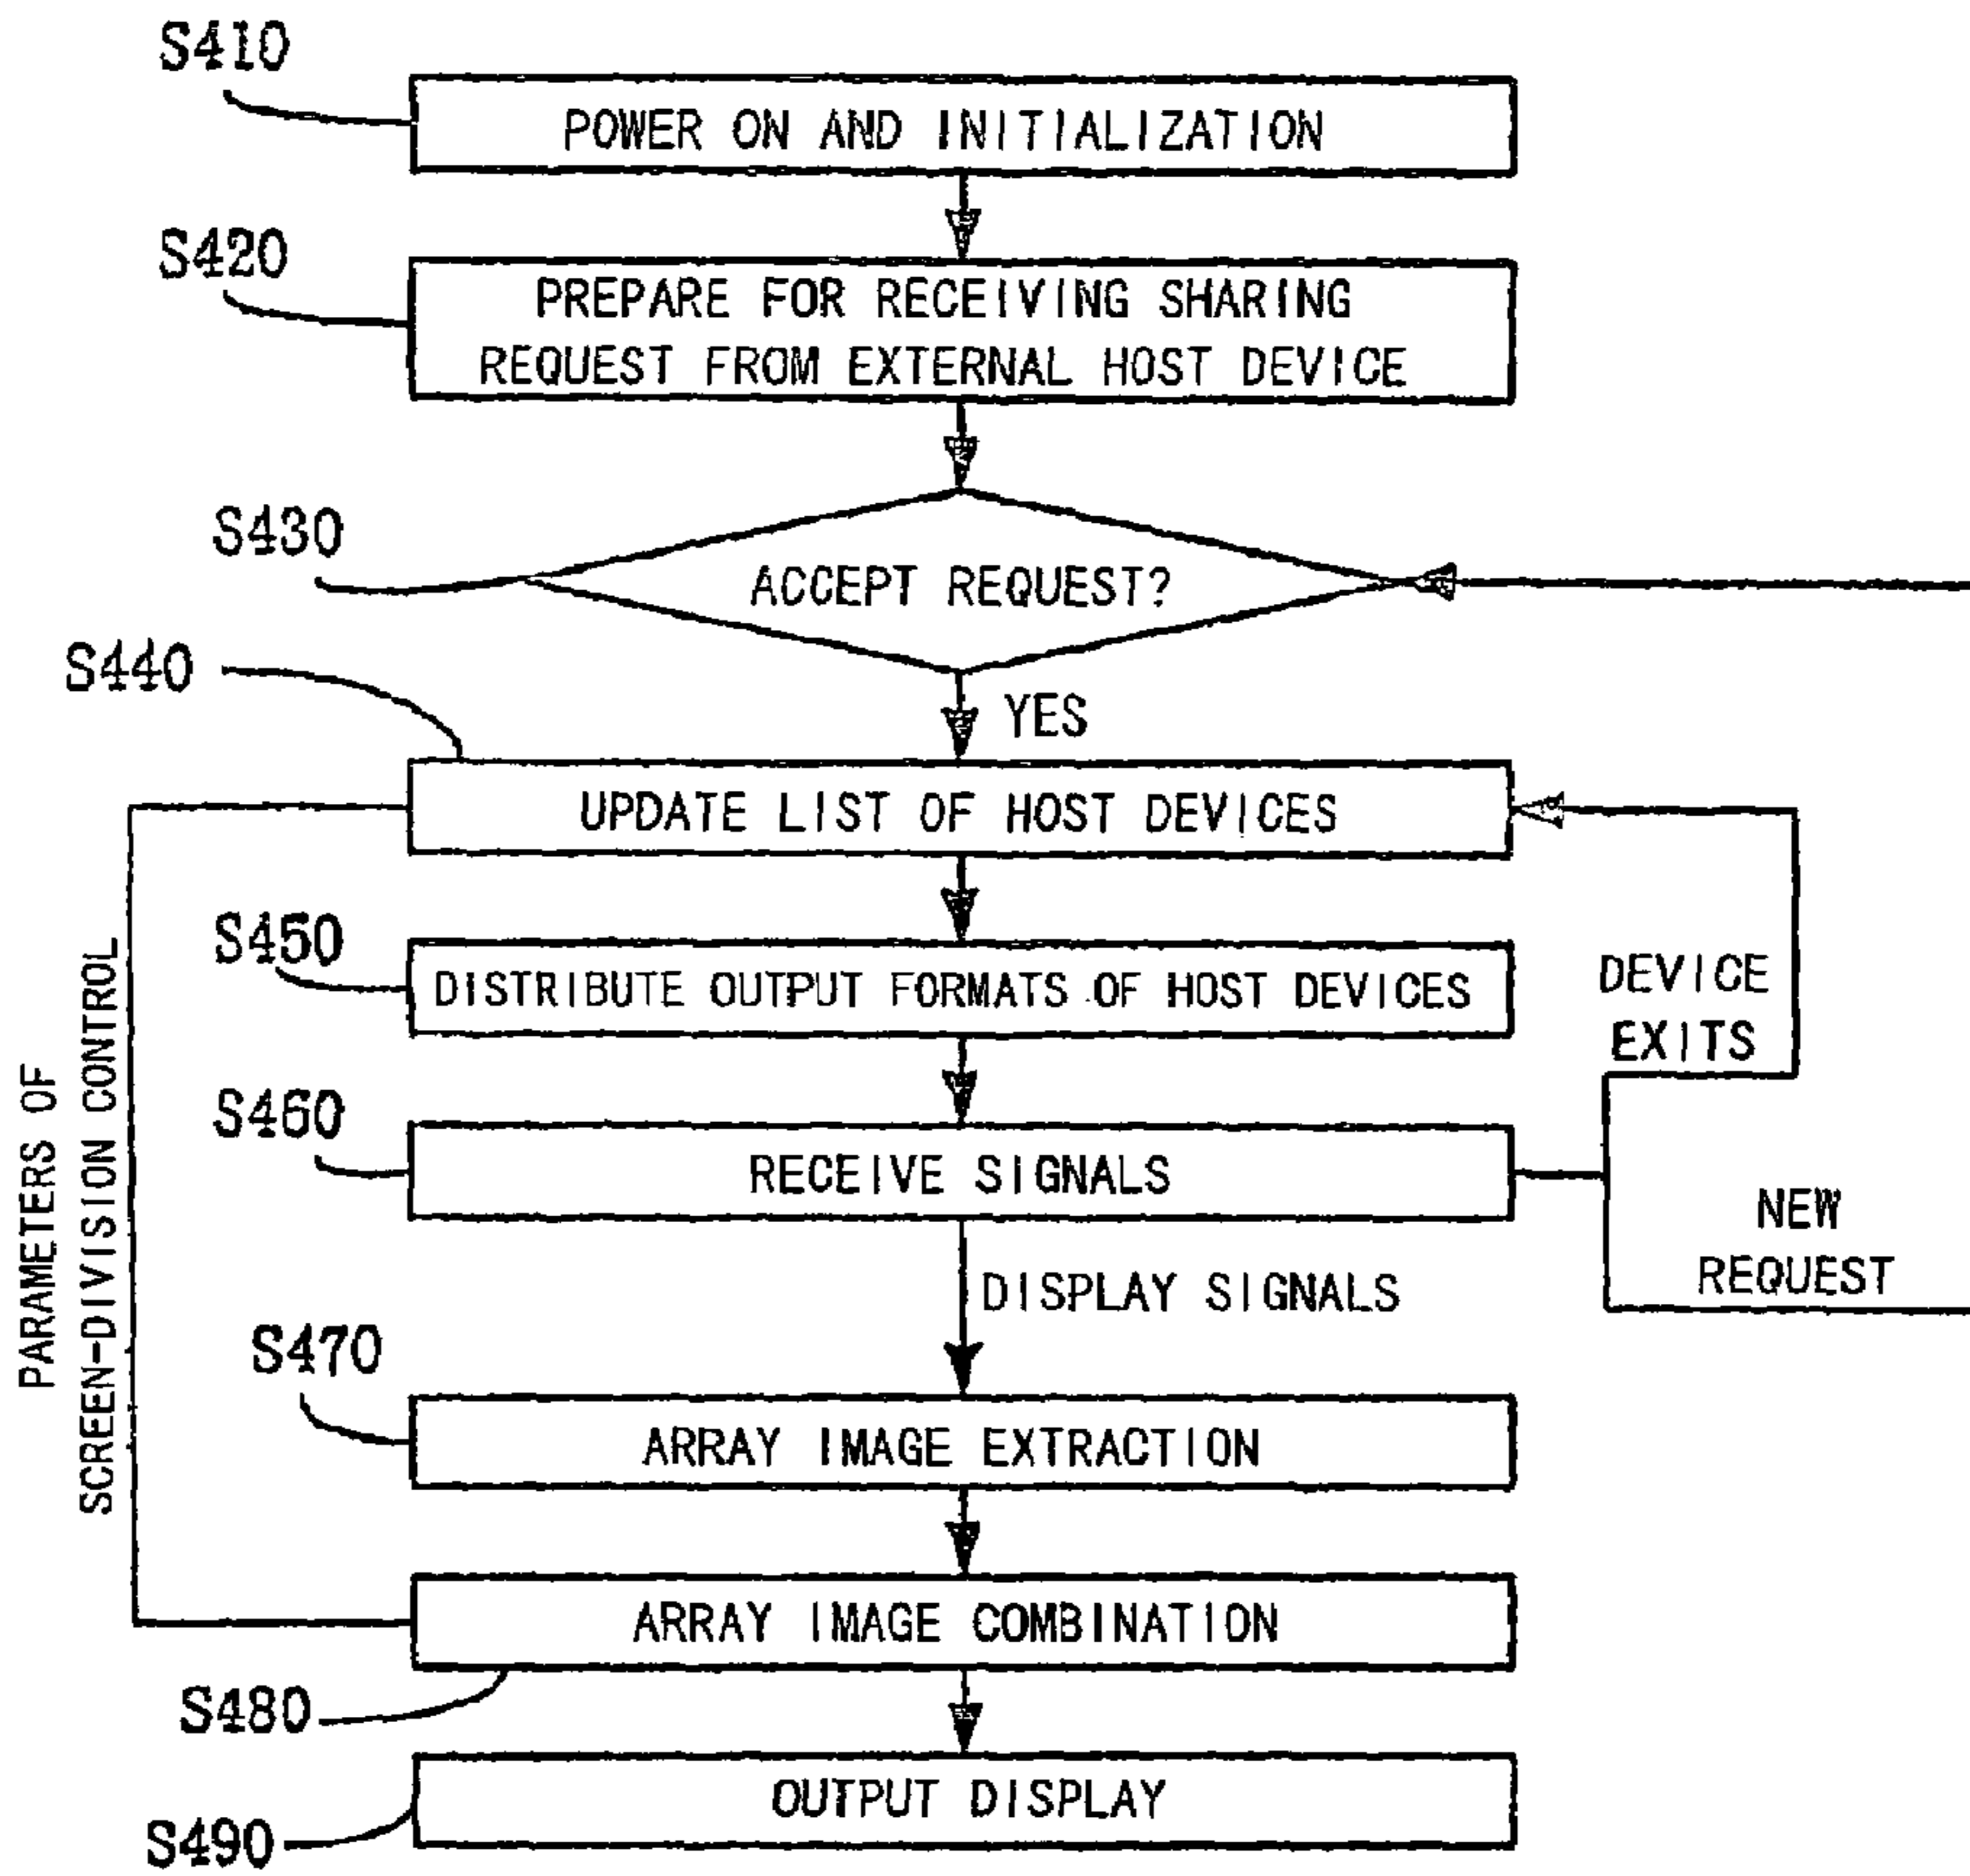 S410
POWER ON AND INITIALIZATION
S420
PREPARE FOR RECEIVING SHARING
REQUEST FROM EXTERNAL HOST DEVICE
S430
ACCEPT REQUEST?
S440
YES
UPDATE LIST OF HOST DEVICES
S450
DISTRIBUTE OUTPUT FORMATS OF HOST DEVICES
DEVICE
EXITS
S460
RECEIVE SIGNALS
NEW
REQUEST
DISPLAY SIGNALS
PARAMETERS OF
SCREEN-DIVISION CONTROL
S470
ARRAY IMAGE EXTRACTION
ARRAY IMAGE COMBINATION
S480
OUTPUT DISPLAY
S490